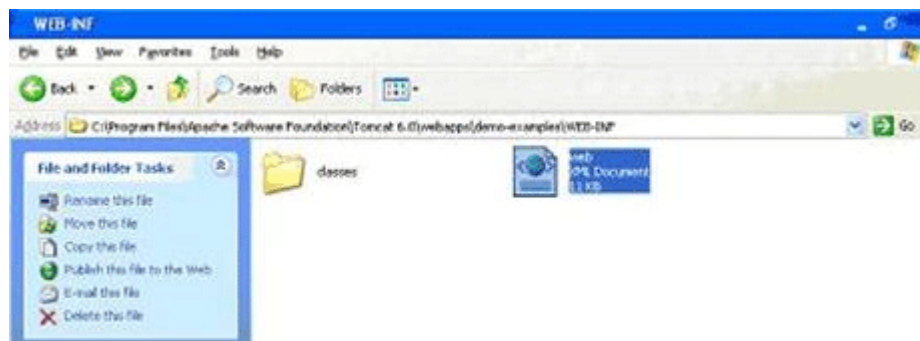 WEB-INF
File Edit View Favorites Tools Help
Back Search Folders
Address C:\Program Files\Apache Software Foundation\Tomcat 6.0\webapps\demo-examples\WEB-INF Go
File and Folder Tasks
Rename this file
Move this file
Copy this file
Publish this file to the Web
E-mail this file
Delete this file
classes
web
XML Document
KB